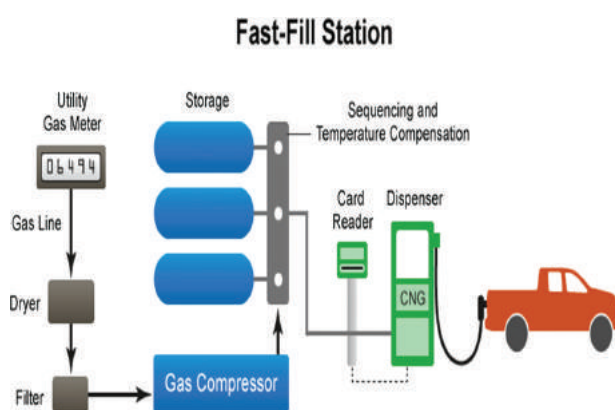 Fast-Fill Station
Utility
Gas Meter
06494
Storage
Sequencing and
Temperature Compensation
Gas Line
Card
Reader
Dispenser
Dryer
CNG
Filter
Gas Compressor